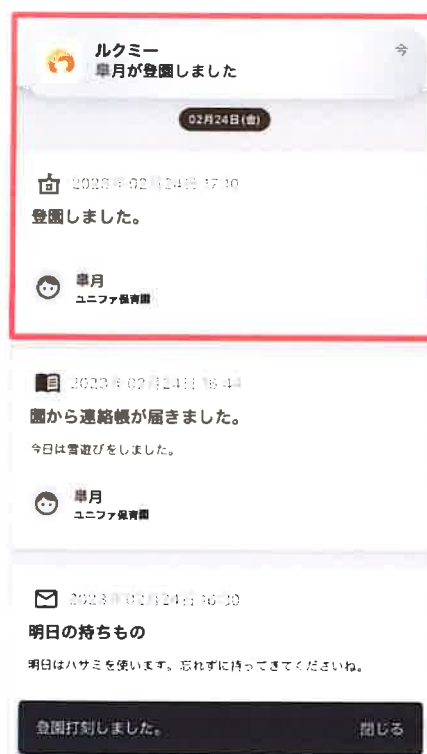 ルクミー
今
皐月が登園しました
02月24日(金)
2023年02月24日 17:10
登園しました。
皐月
ユニファ保育園
2023年02月24日 16:44
園から連絡帳が届きました。
今日は雪遊びをしました。
皐月
ユニファ保育園
2023年02月24日 16:30
明日の持ちもの
明日はハサミを使います。忘れずに持ってきてくださいね。
登園打刻しました。
閉じる